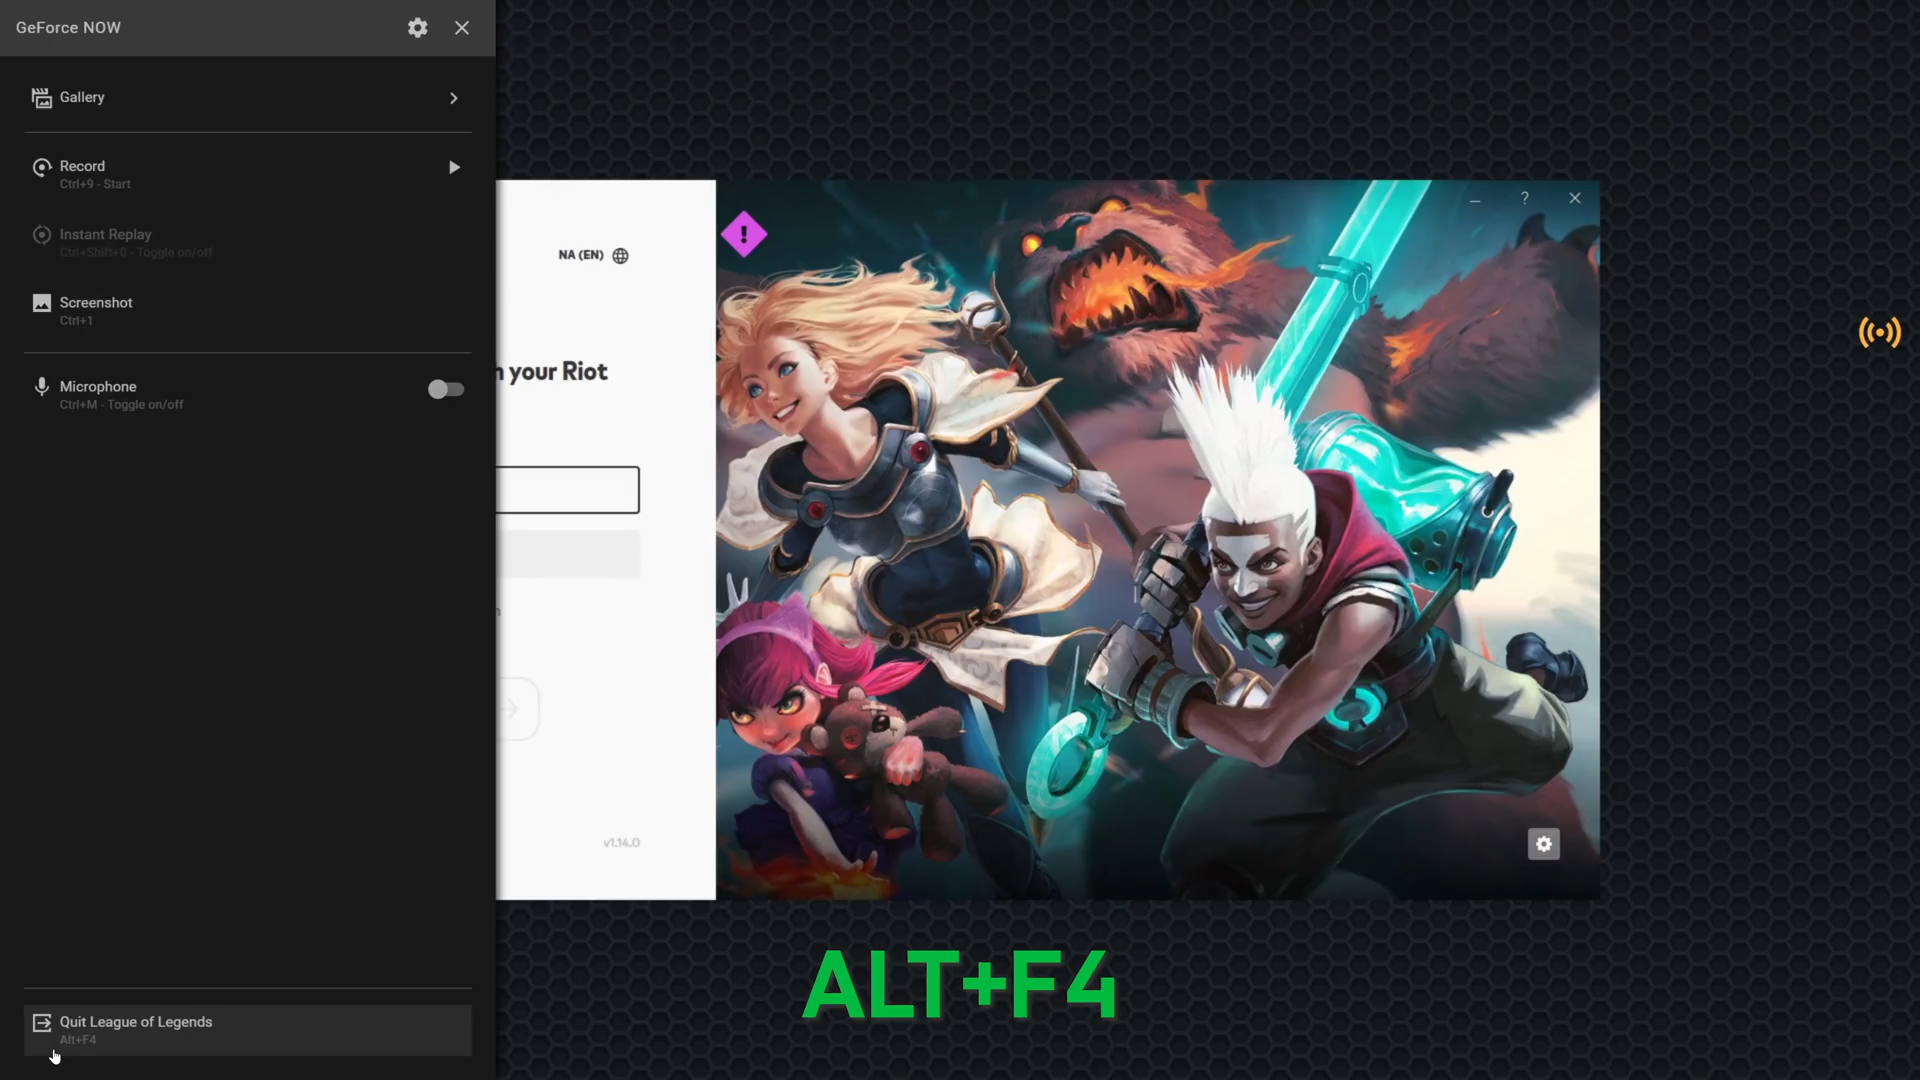 GeForce NOW
Gallery
Record
Ctrl+9 - Start
Instant Replay
Ctrl+Shift+0 - Toggle on/off
Screenshot
Ctrl+1
Microphone
Ctrl+M - Toggle on/off
Quit League of Legends
Alt+F4
NA (EN)
your Riot
v1.14.0
?
!
ALT+F4